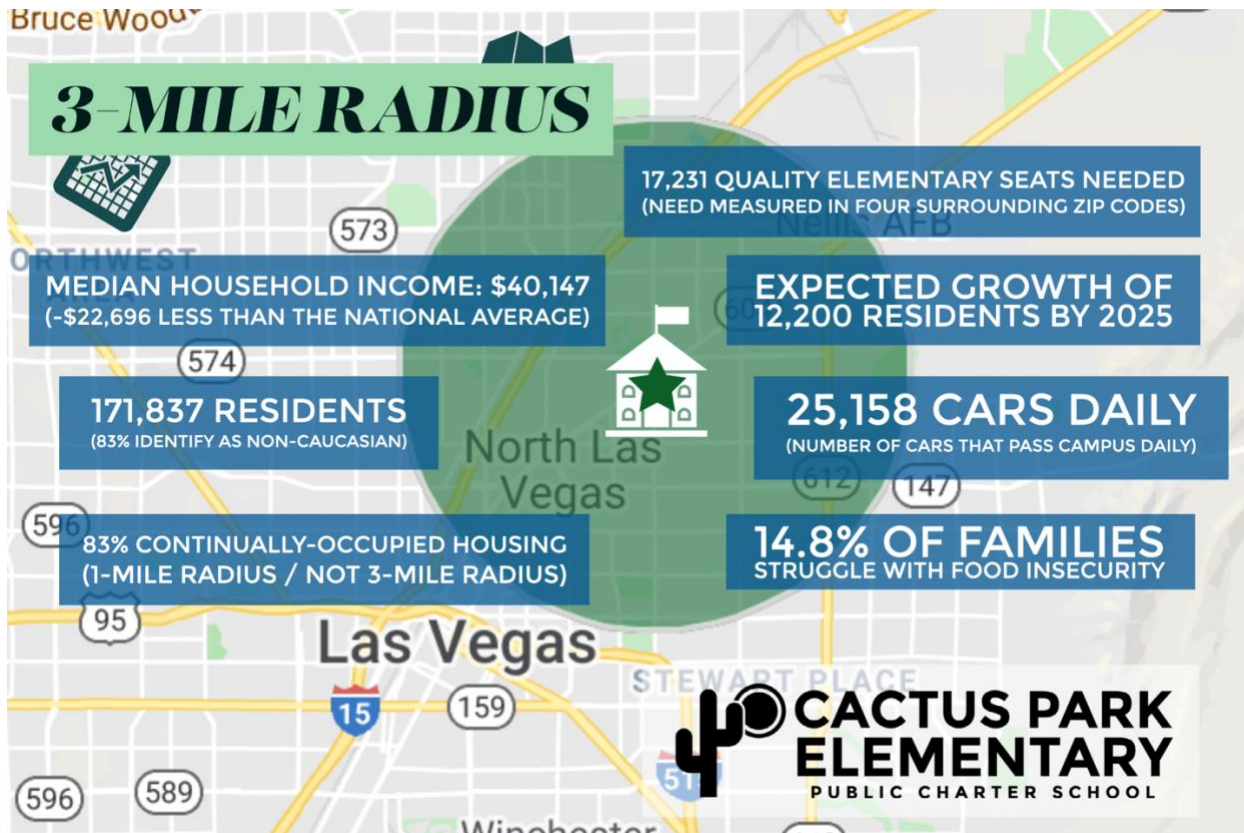 Bruce Wood
3-MILE RADIUS
17,231 QUALITY ELEMENTARY SEATS NEEDED
(NEED MEASURED IN FOUR SURROUNDING ZIP CODES)
Nellis AFB
573
MEDIAN HOUSEHOLD INCOME: $40,147
(~$22,696 LESS THAN THE NATIONAL AVERAGE)
EXPECTED GROWTH OF
12,200 RESIDENTS BY 2025
574
171,837 RESIDENTS
(83% IDENTIFY AS NON-CAUCASIAN)
25,158 CARS DAILY
(NUMBER OF CARS THAT PASS CAMPUS DAILY)
North Las
Vegas
612
147
596
83% CONTINUALLY-OCCUPIED HOUSING
(1-MILE RADIUS / NOT 3-MILE RADIUS)
14.8% OF FAMILIES
STRUGGLE WITH FOOD INSECURITY
95
Las Vegas
STEWART PLACE
15
159
CACTUS PARK
ELEMENTARY
PUBLIC CHARTER SCHOOL
596
589
Winchester